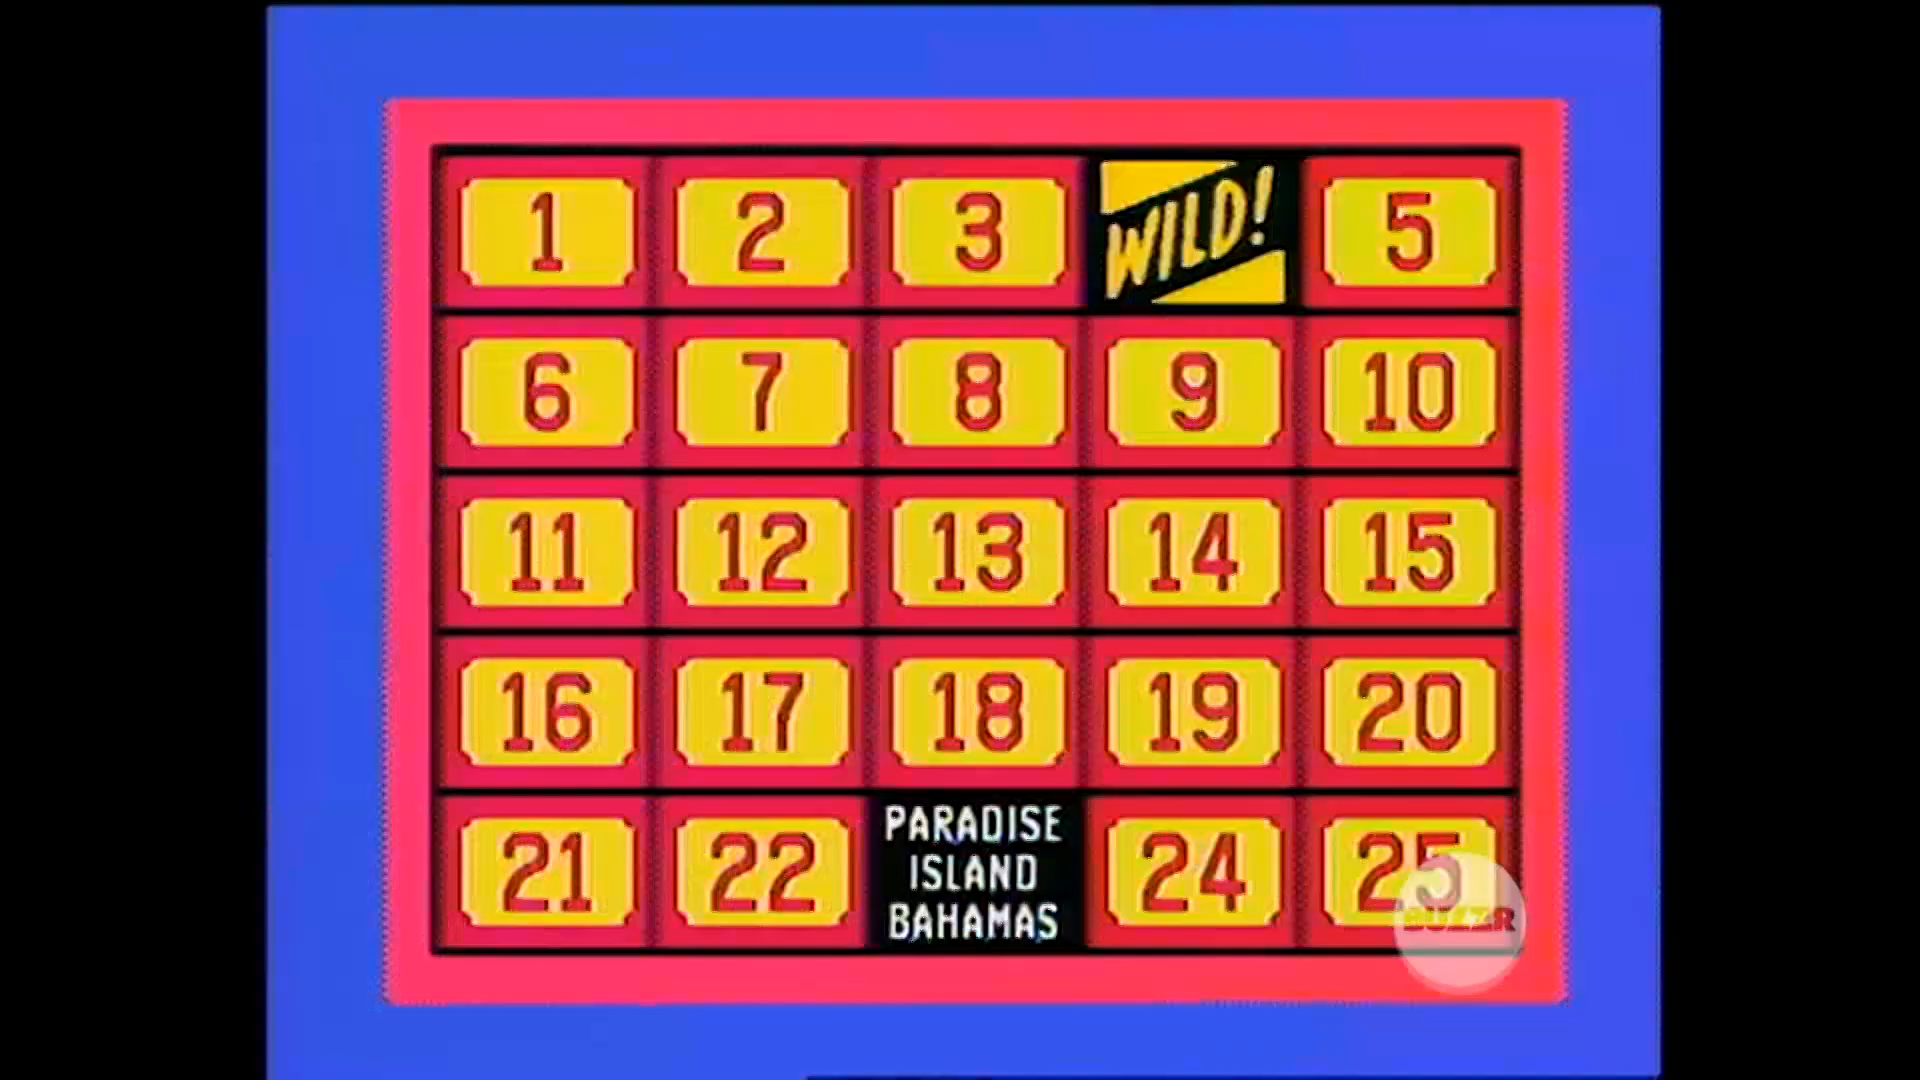 1 2 3 WILD! 5
6 7 8 9 10
11 12 13 14 15
16 17 18 19 20
21 22 PARADISE ISLAND BAHAMAS 24 25
BUZZR